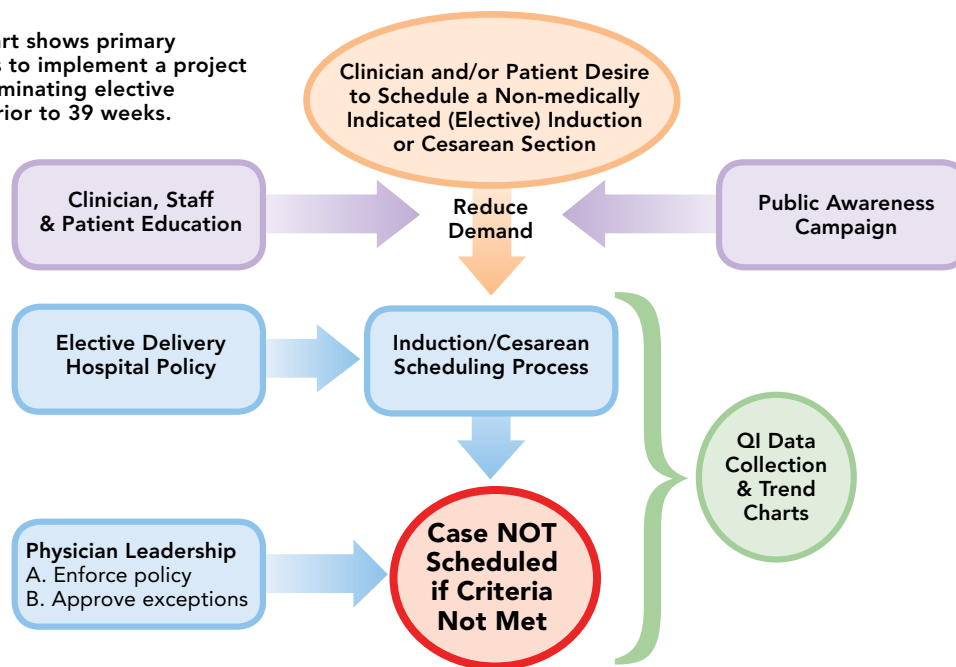 art shows primary
s to implement a project
minating elective
rior to 39 weeks.
Clinician and/or Patient Desire
to Schedule a Non-medically
Indicated (Elective) Induction
or Cesarean Section
Clinician, Staff
& Patient Education
Reduce
Demand
Public Awareness
Campaign
Elective Delivery
Hospital Policy
Induction/Cesarean
Scheduling Process
QI Data
Collection
& Trend
Charts
Physician Leadership
A. Enforce policy
B. Approve exceptions
Case NOT
Scheduled
if Criteria
Not Met